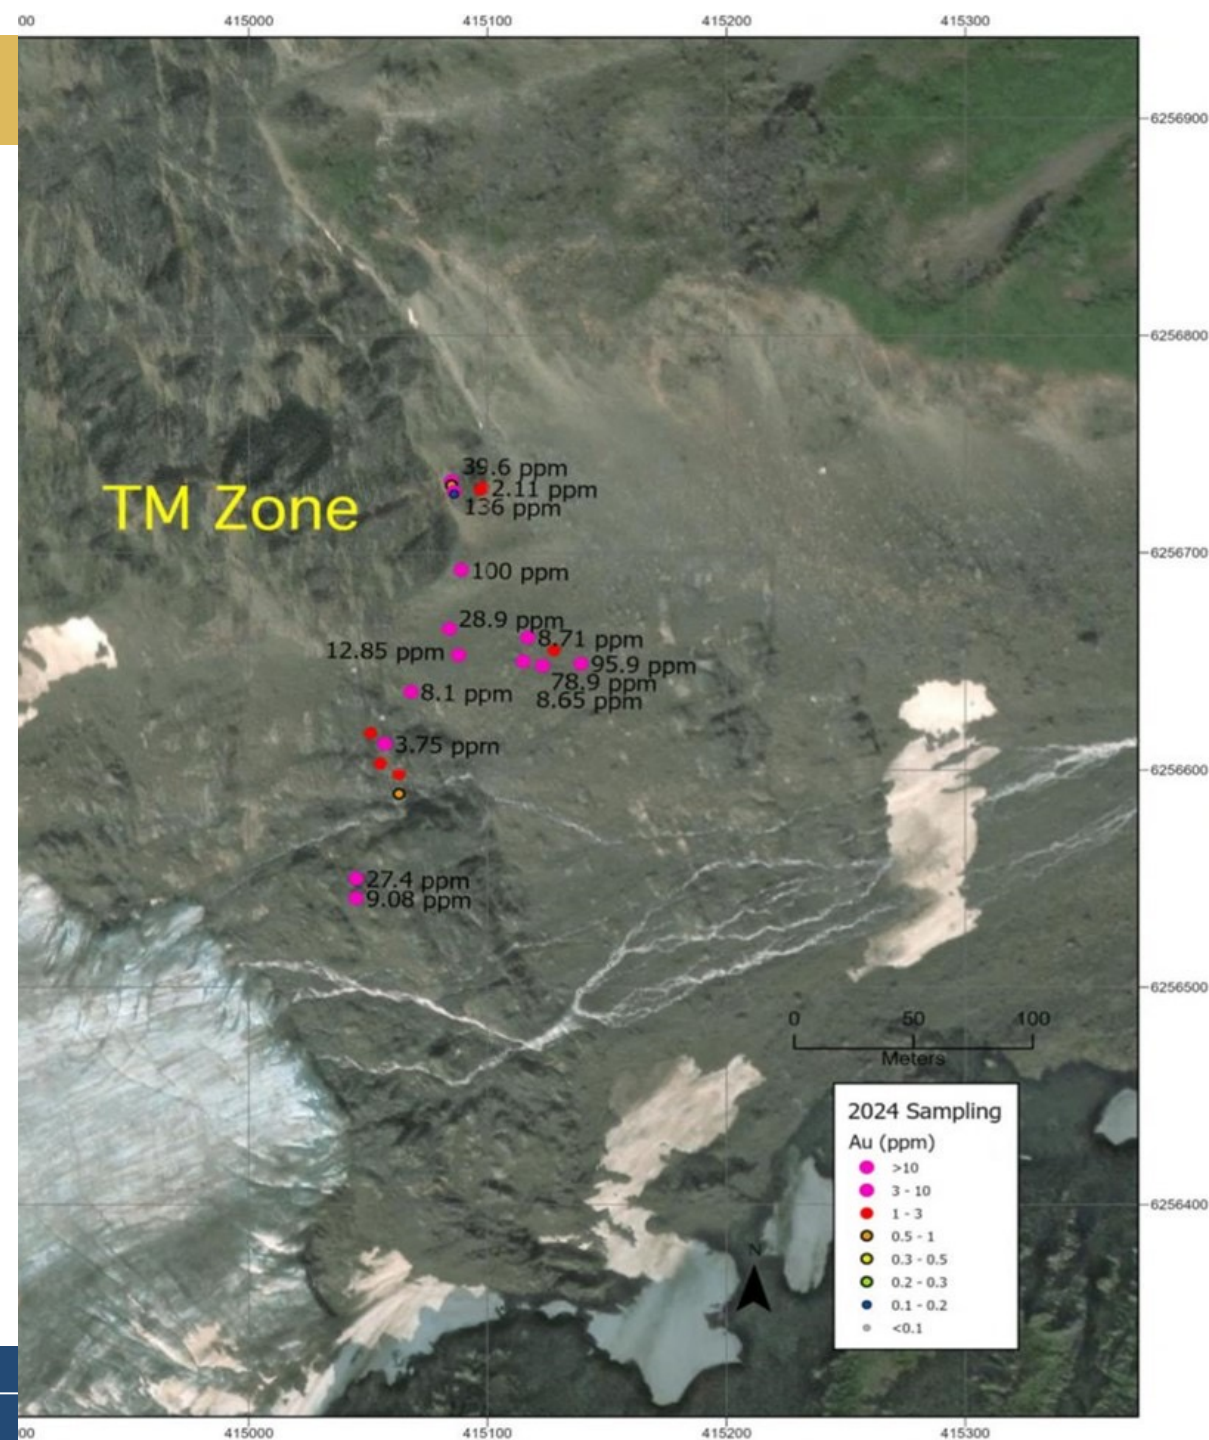 00 415000 415100 415200 415300
6256900
6256800
39.6 ppm
TM Zone
2.11 ppm
136 ppm
6256700
100 ppm
28.9 ppm
8.71 ppm
12.85 ppm
95.9 ppm
78.9 ppm
8.1 ppm
8.65 ppm
3.75 ppm
6256600
27.4 ppm
9.08 ppm
6256500
0 50 100
Meters
2024 Sampling
Au (ppm)
>10
3 - 10
1 - 3
0.5 - 1
0.3 - 0.5
0.2 - 0.3
0.1 - 0.2
<0.1
6256400
N
00 415000 415100 415200 415300